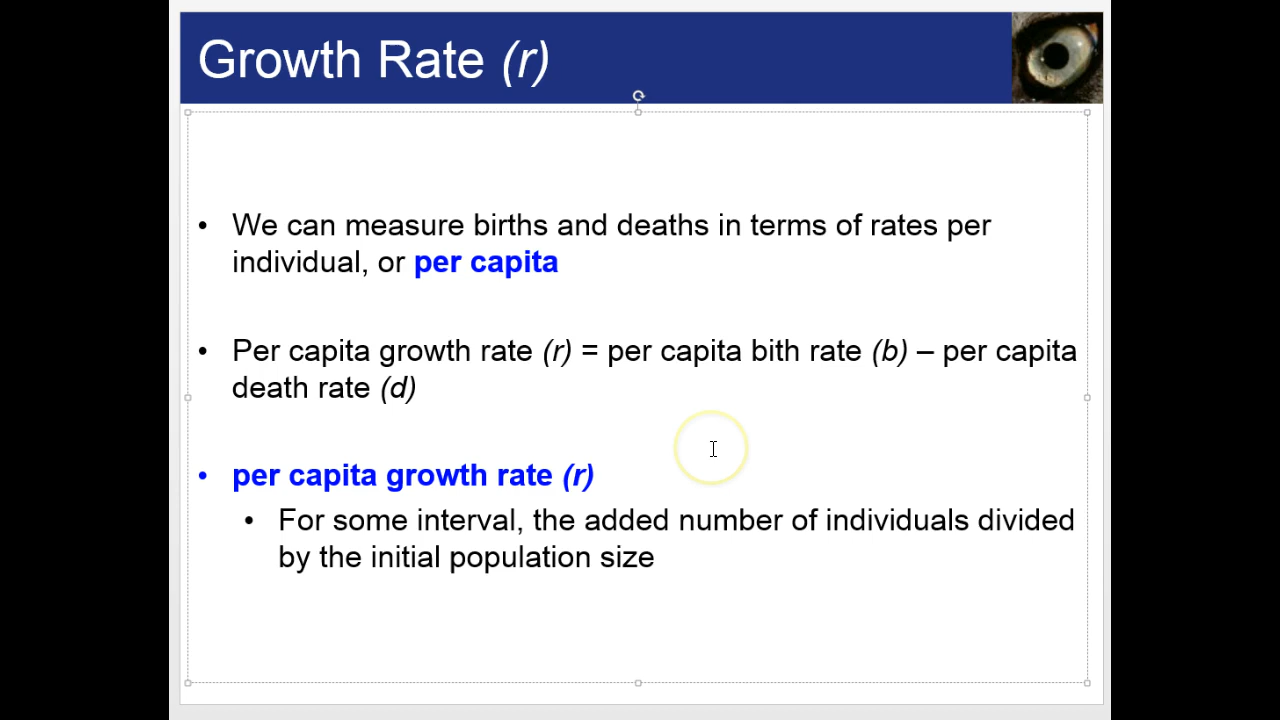 Growth Rate (r)
• We can measure births and deaths in terms of rates per
individual, or per capita
• Per capita growth rate (r) = per capita bith rate (b) – per capita
death rate (d)
• per capita growth rate (r)
• For some interval, the added number of individuals divided
by the initial population size